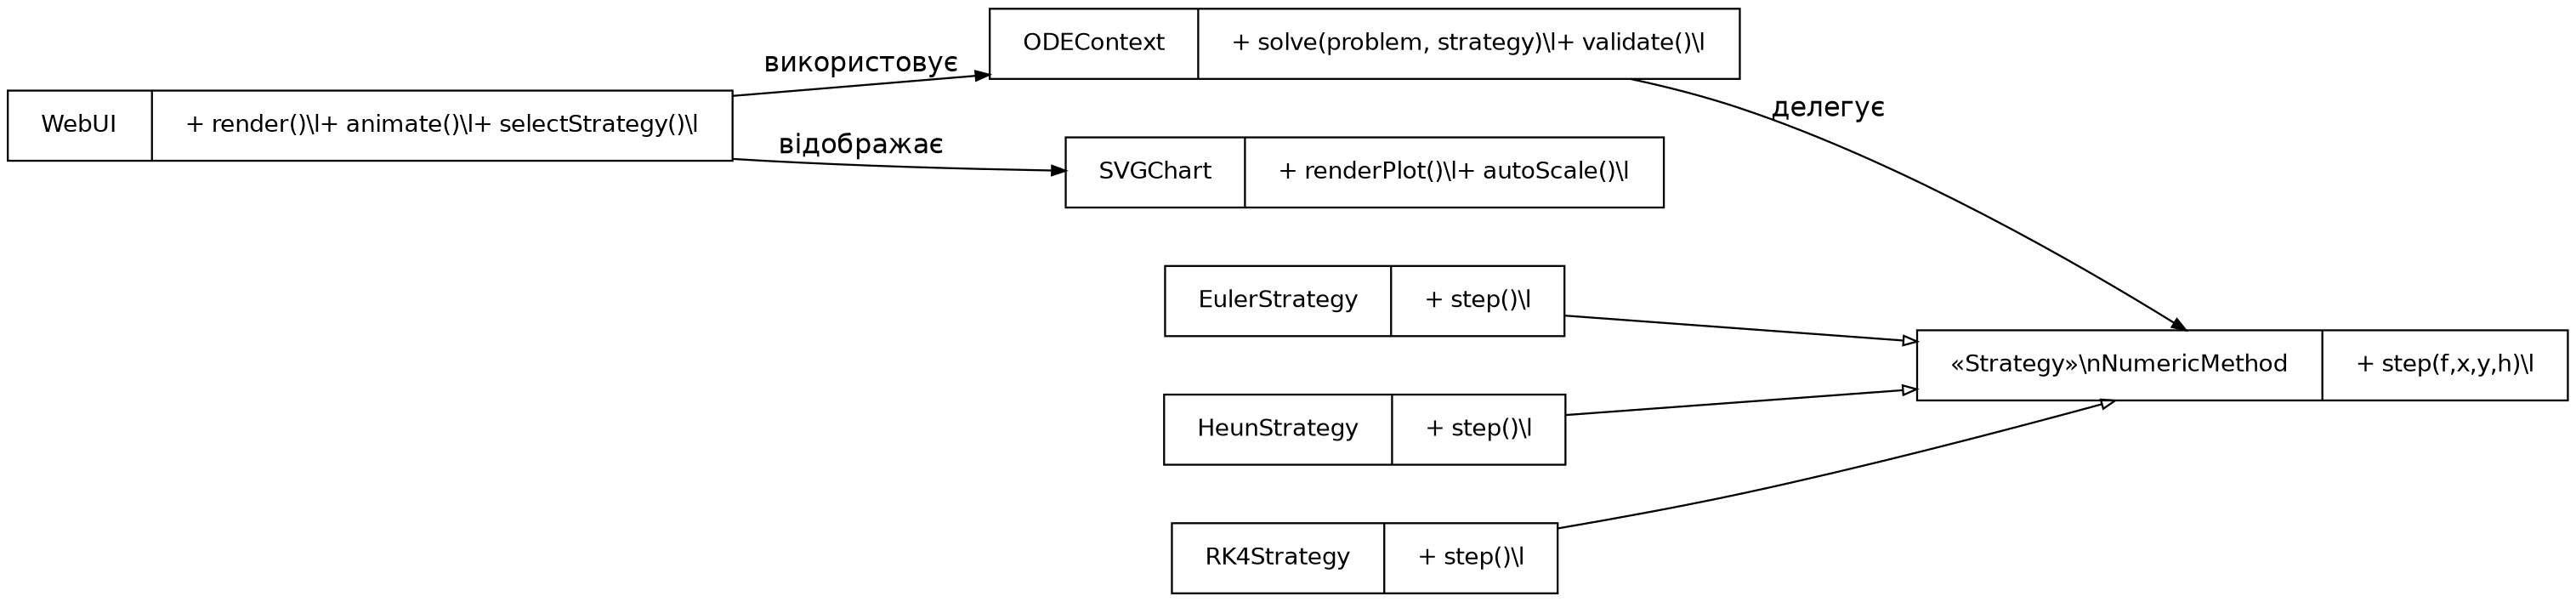 WebUI
+ render()\l+ animate()\l+ selectStrategy()\l
використовує
відображає
ODEContext
+ solve(problem, strategy)\l+ validate()\l
делегує
SVGChart
+ renderPlot()\l+ autoScale()\l
EulerStrategy
+ step()\l
HeunStrategy
+ step()\l
RK4Strategy
+ step()\l
«Strategy»\nNumericMethod
+ step(f,x,y,h)\l